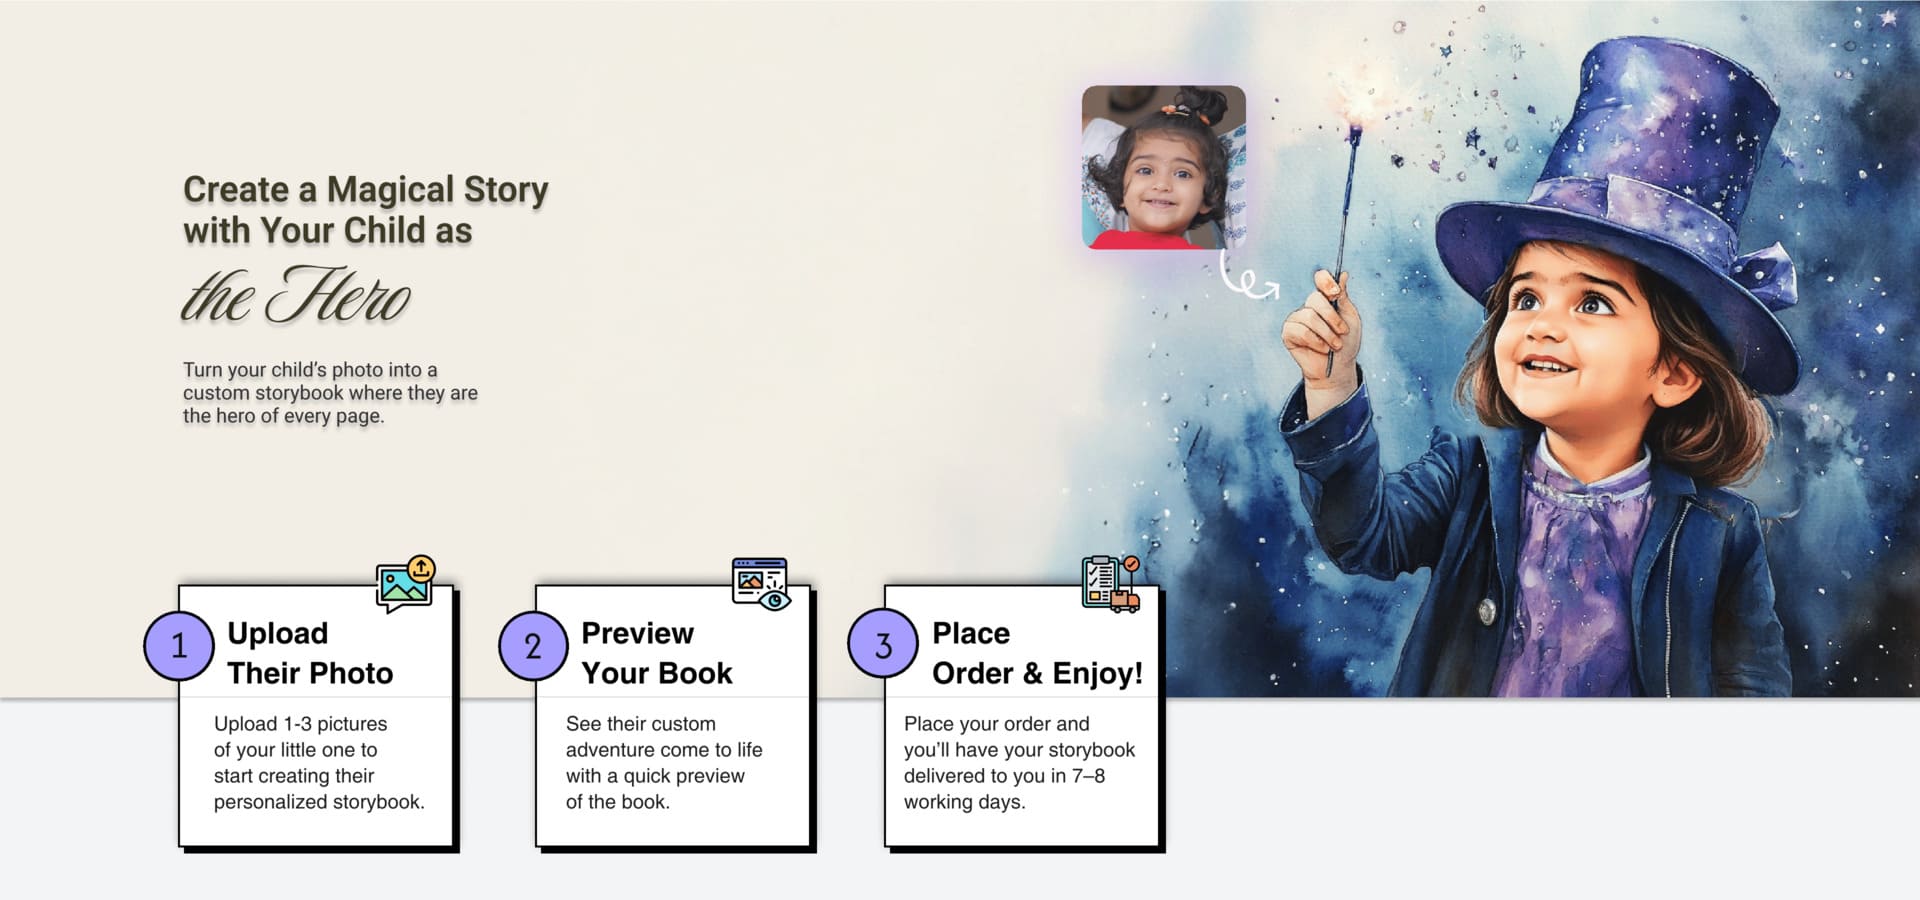 Create a Magical Story
with Your Child as
the Hero
Turn your child’s photo into a
custom storybook where they are
the hero of every page.
1
Upload
Their Photo
Upload 1-3 pictures
of your little one to
start creating their
personalized storybook.
2
Preview
Your Book
See their custom
adventure come to life
with a quick preview
of the book.
3
Place
Order & Enjoy!
Place your order and
you’ll have your storybook
delivered to you in 7–8
working days.